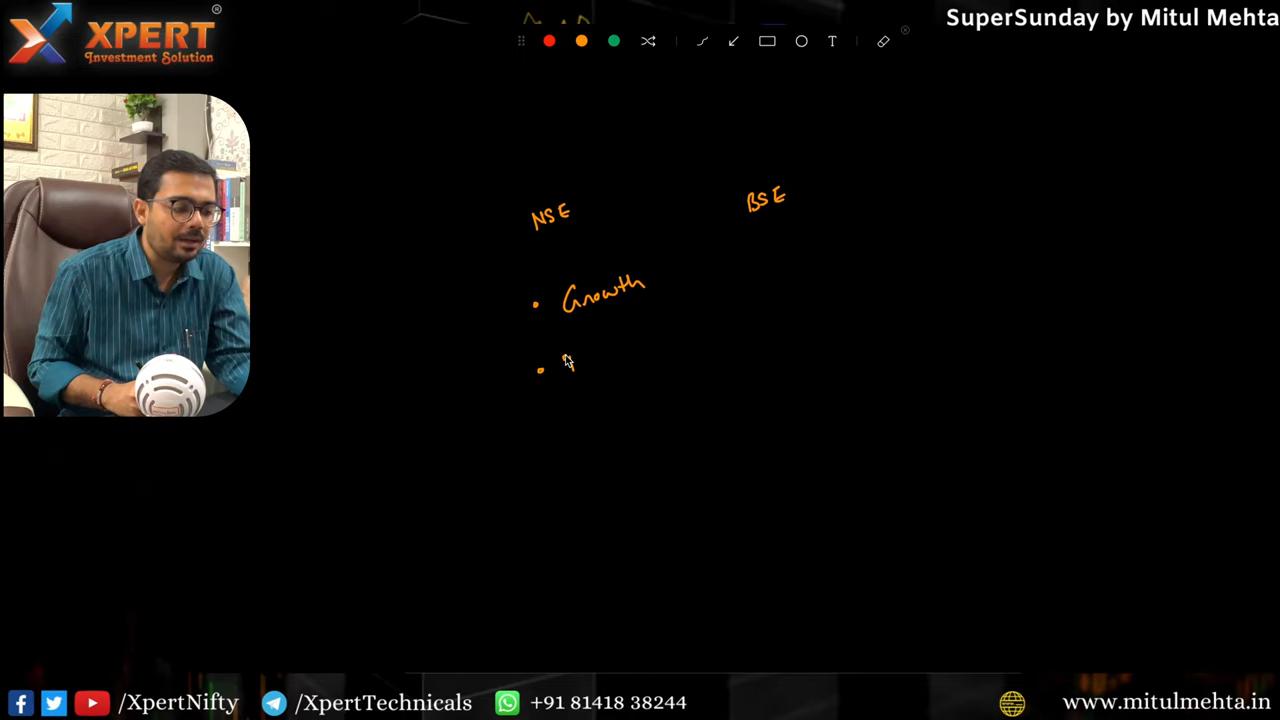 XPERT
Investment Solution
®
SuperSunday by Mitul Mehta
T
NSE
BSE
• Growth
•
/XpertNifty
/XpertTechnicals
+91 81418 38244
www.mitulmehta.in